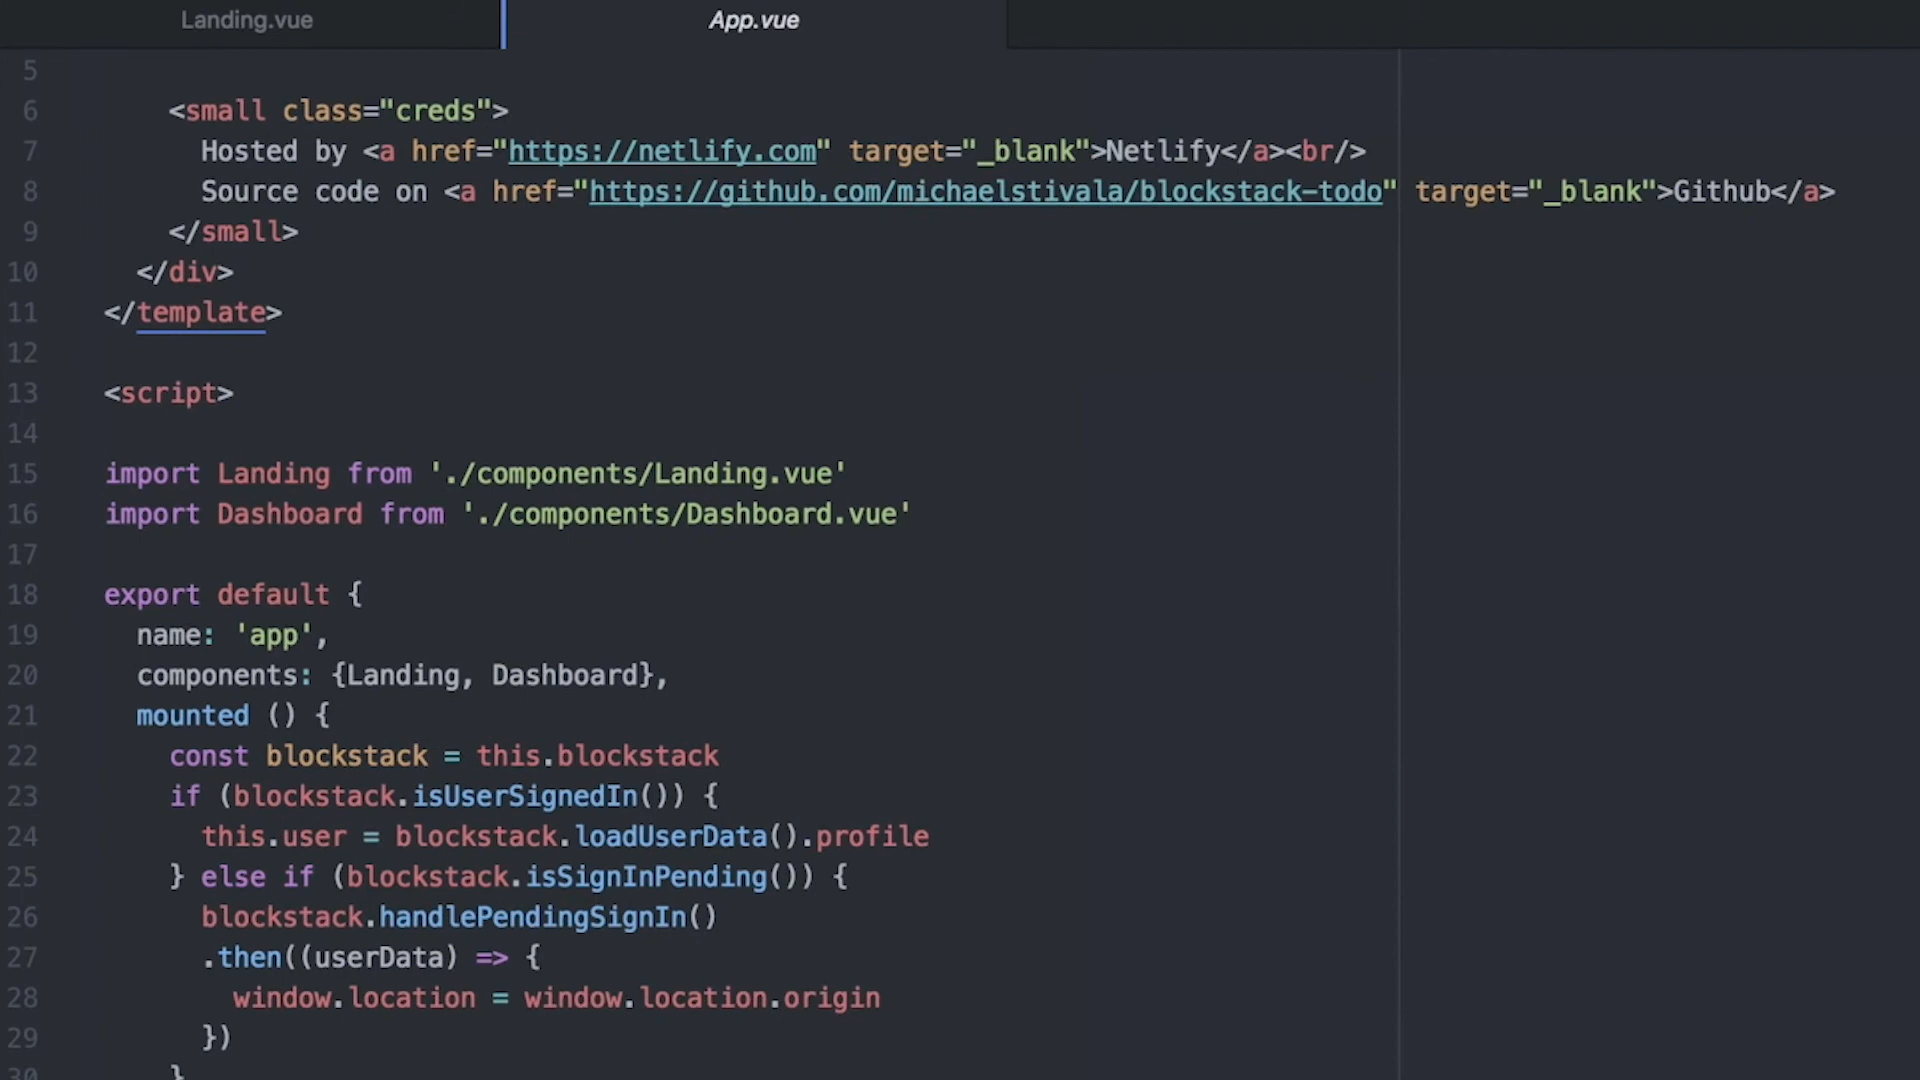 Landing.vue
App.vue
5
6 <small class="creds">
7 Hosted by <a href="https://netlify.com" target="_blank">Netlify</a><br/>
8 Source code on <a href="https://github.com/michaelstivala/blockstack-todo" target="_blank">Github</a>
9 </small>
10 </div>
11 </template>
12
13 <script>
14
15 import Landing from './components/Landing.vue'
16 import Dashboard from './components/Dashboard.vue'
17
18 export default {
19 name: 'app',
20 components: {Landing, Dashboard},
21 mounted () {
22 const blockstack = this.blockstack
23 if (blockstack.isUserSignedIn()) {
24 this.user = blockstack.loadUserData().profile
25 } else if (blockstack.isSignInPending()) {
26 blockstack.handlePendingSignIn()
27 .then((userData) => {
28 window.location = window.location.origin
29 })
30 }